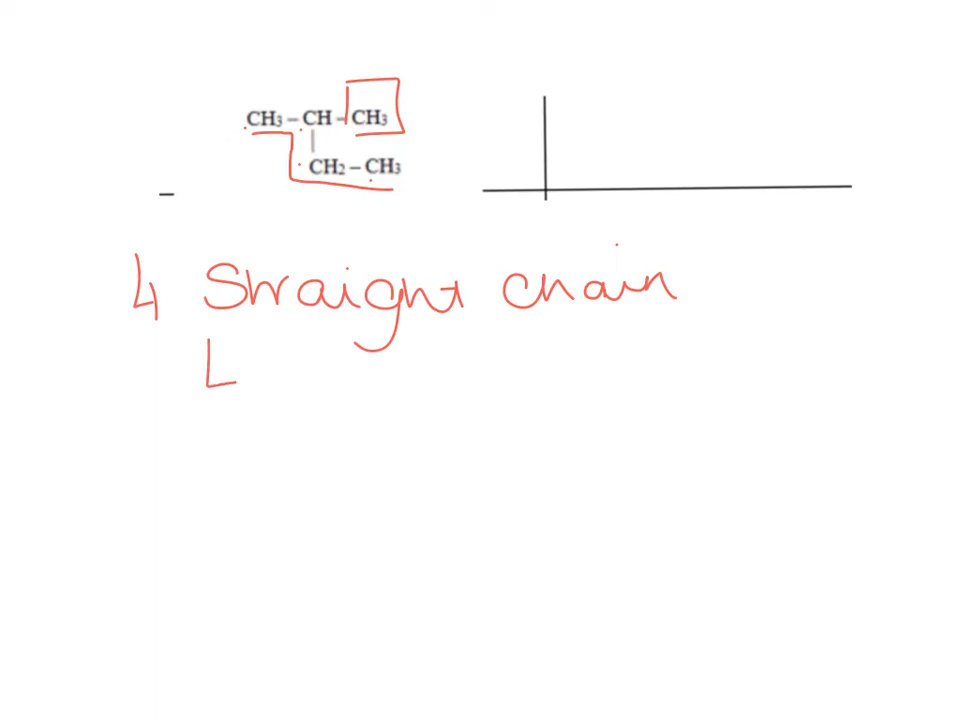 CH₃ – CH – CH₃
|
CH₂ – CH₃
4 Straight chain
L